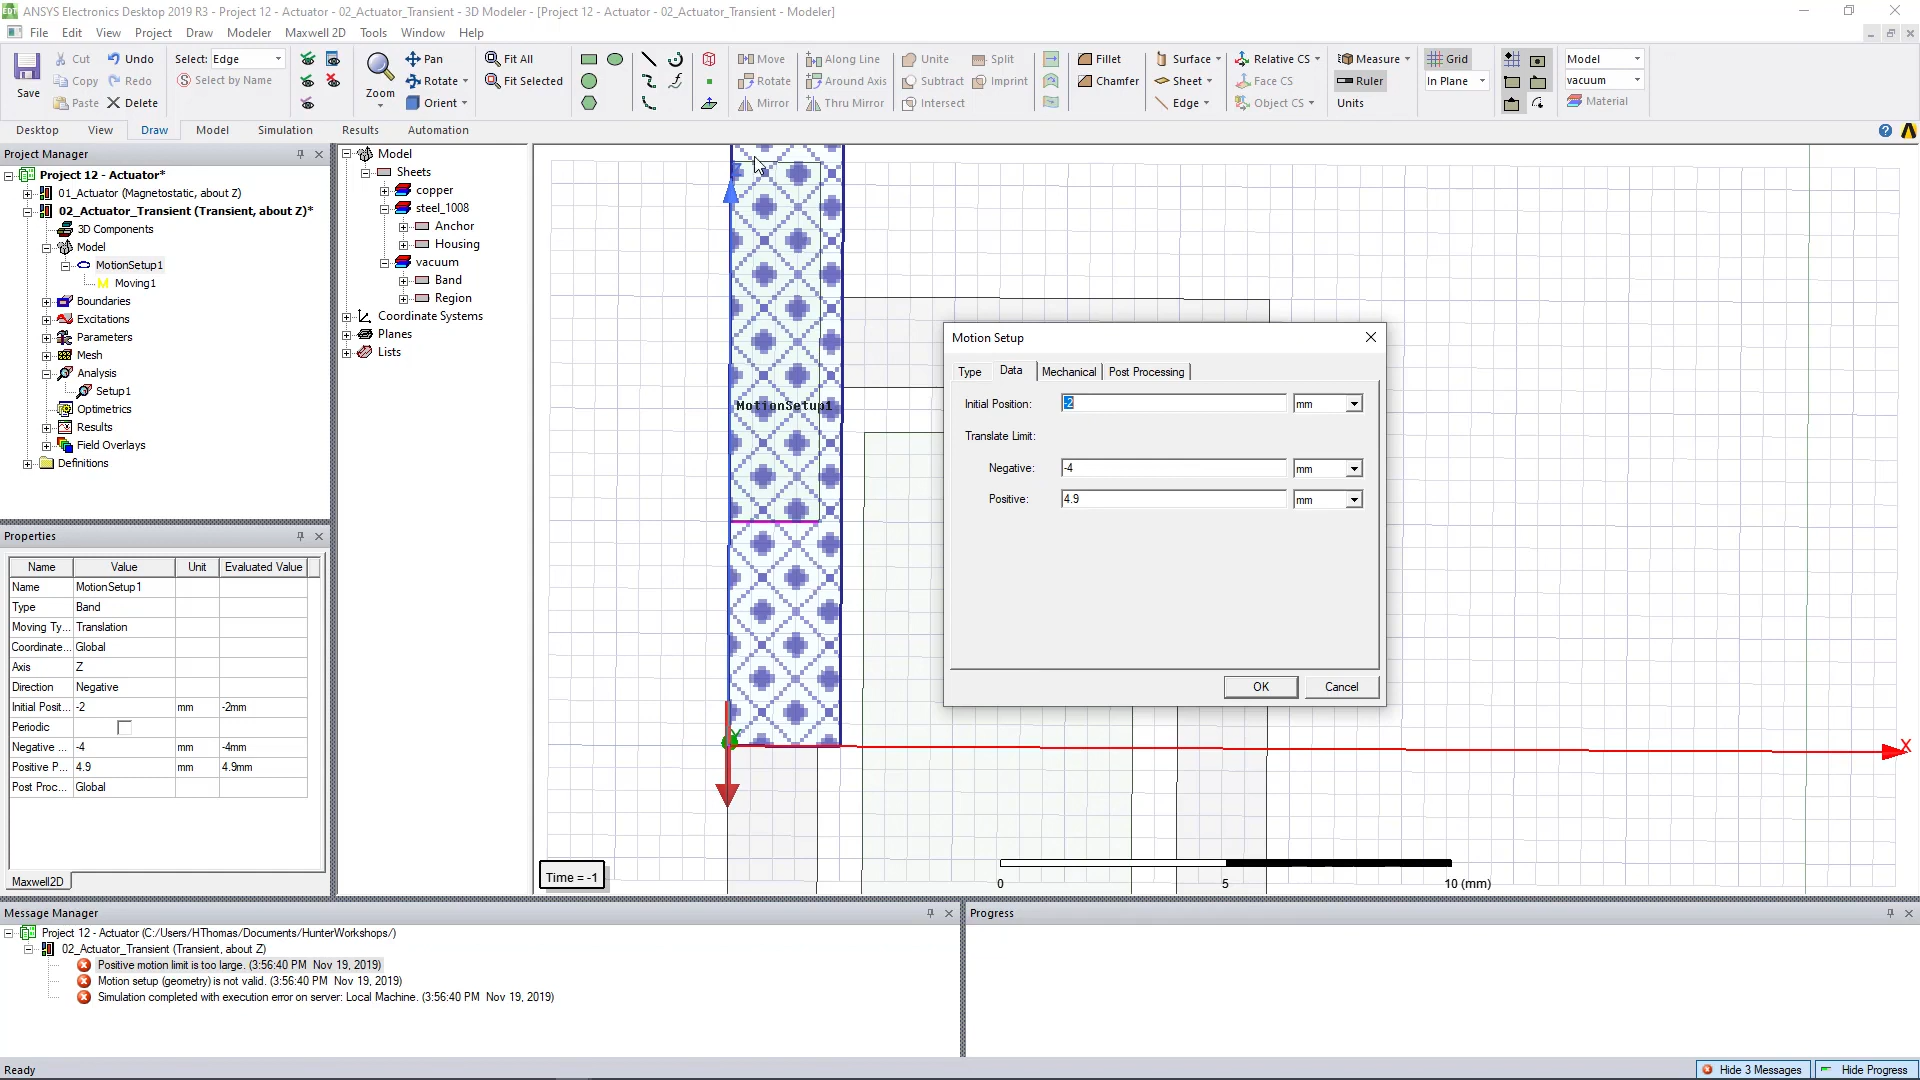 ANSYS Electronics Desktop 2019 R3 - Project 12 - Actuator - 02_Actuator_Transient - 3D Modeler - [Project 12 - Actuator - 02_Actuator_Transient - Modeler]
File Edit View Project Draw Modeler Maxwell 2D Tools Window Help
Save
Cut
Copy
Paste
Undo
Redo
Delete
Select: Edge
Select by Name
Zoom
Pan
Rotate
Orient
Fit All
Fit Selected
Move
Rotate
Mirror
Along Line
Around Axis
Thru Mirror
Unite
Subtract
Intersect
Split
Imprint
Fillet
Chamfer
Surface
Sheet
Edge
Relative CS
Face CS
Object CS
Measure
Ruler
Units
Grid
In Plane
Model
vacuum
Material
Desktop View Draw Model Simulation Results Automation
Project Manager
Project 12 - Actuator*
01_Actuator (Magnetostatic, about Z)
02_Actuator_Transient (Transient, about Z)*
3D Components
Model
MotionSetup1
Moving1
Boundaries
Excitations
Parameters
Mesh
Analysis
Setup1
Optimetrics
Results
Field Overlays
Definitions
Model
Sheets
copper
steel_1008
Anchor
Housing
vacuum
Band
Region
Coordinate Systems
Planes
Lists
Properties
Name Value Unit Evaluated Value
Name MotionSetup1
Type Band
Moving Ty... Translation
Coordinate... Global
Axis Z
Direction Negative
Initial Posit... -2 mm -2mm
Periodic
Negative ... -4 mm -4mm
Positive P... 4.9 mm 4.9mm
Post Proc... Global
Maxwell2D
MotionSetup1
X
Time = -1
0 5 10 (mm)
Motion Setup
Type Data Mechanical Post Processing
Initial Position: -2 mm
Translate Limit:
Negative: -4 mm
Positive: 4.9 mm
OK Cancel
Message Manager
Project 12 - Actuator (C:/Users/HThomas/Documents/HunterWorkshops/)
02_Actuator_Transient (Transient, about Z)
Positive motion limit is too large. (3:56:40 PM Nov 19, 2019)
Motion setup (geometry) is not valid. (3:56:40 PM Nov 19, 2019)
Simulation completed with execution error on server: Local Machine. (3:56:40 PM Nov 19, 2019)
Progress
Ready
Hide 3 Messages
Hide Progress